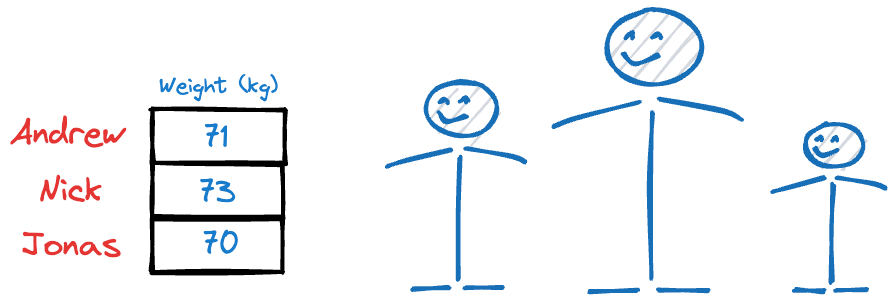 Weight (kg)
Andrew 71
Nick 73
Jonas 70